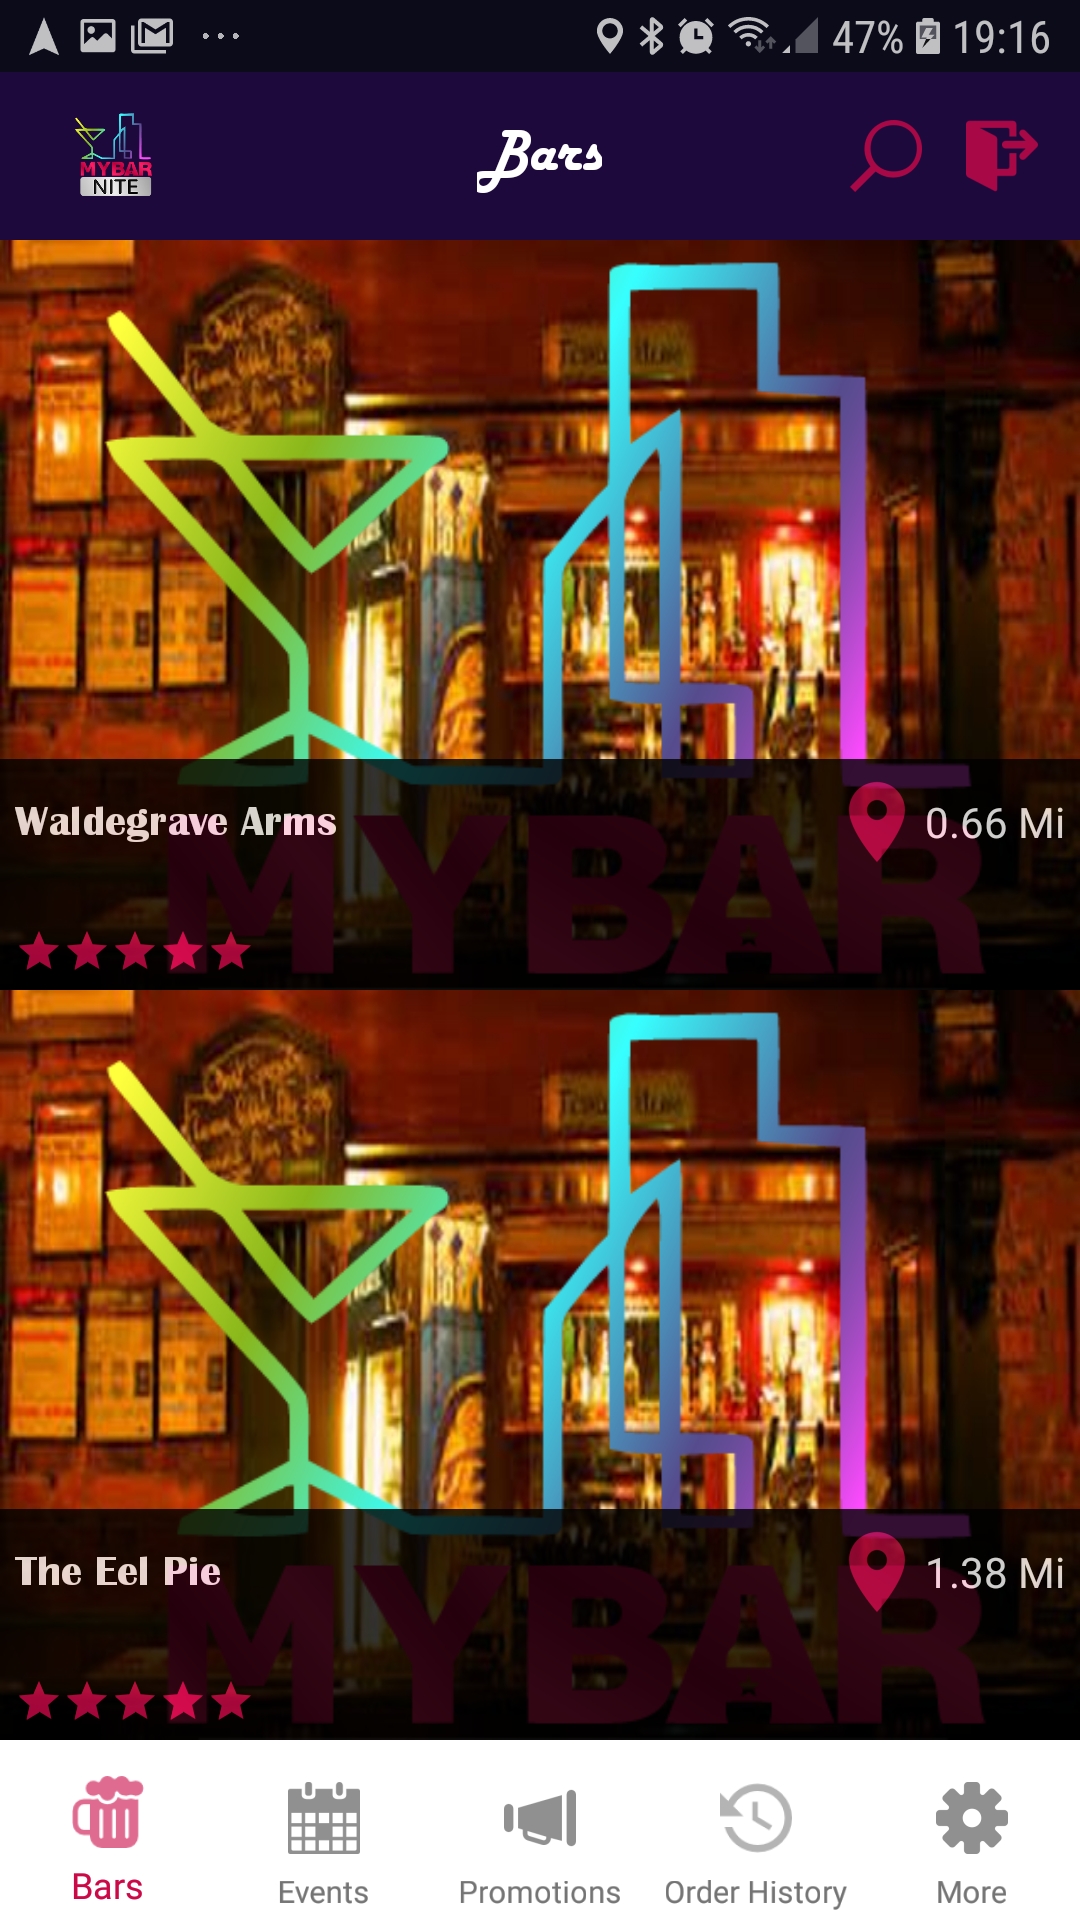 47% 19:16
MYBAR
NITE
Bars
Waldegrave Arms
0.66 Mi
MYBAR
The Eel Pie
1.38 Mi
MYBAR
Bars
Events
Promotions
Order History
More